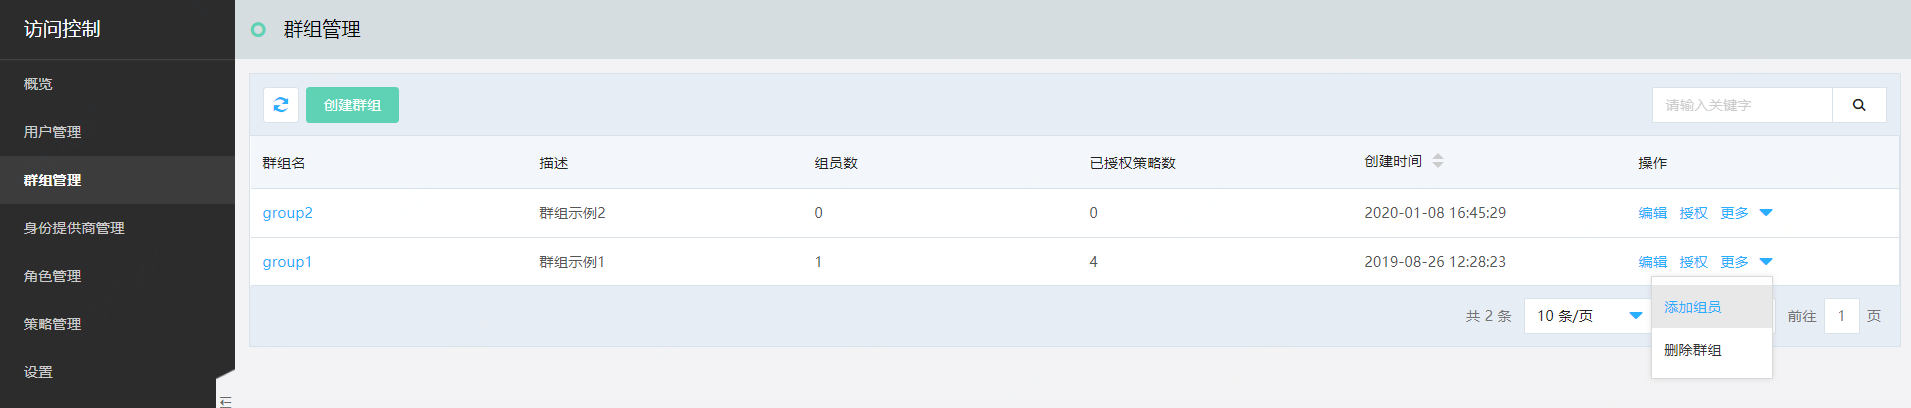 访问控制
概览
用户管理
群组管理
身份提供商管理
角色管理
策略管理
设置
群组管理
创建群组
请输入关键字
群组名 描述 组员数 已授权策略数 创建时间 操作
group2 群组示例2 0 0 2020-01-08 16:45:29 编辑 授权 更多
group1 群组示例1 1 4 2019-08-26 12:28:23 编辑 授权 更多
添加组员
删除群组
共 2 条 10 条/页 前往 1 页